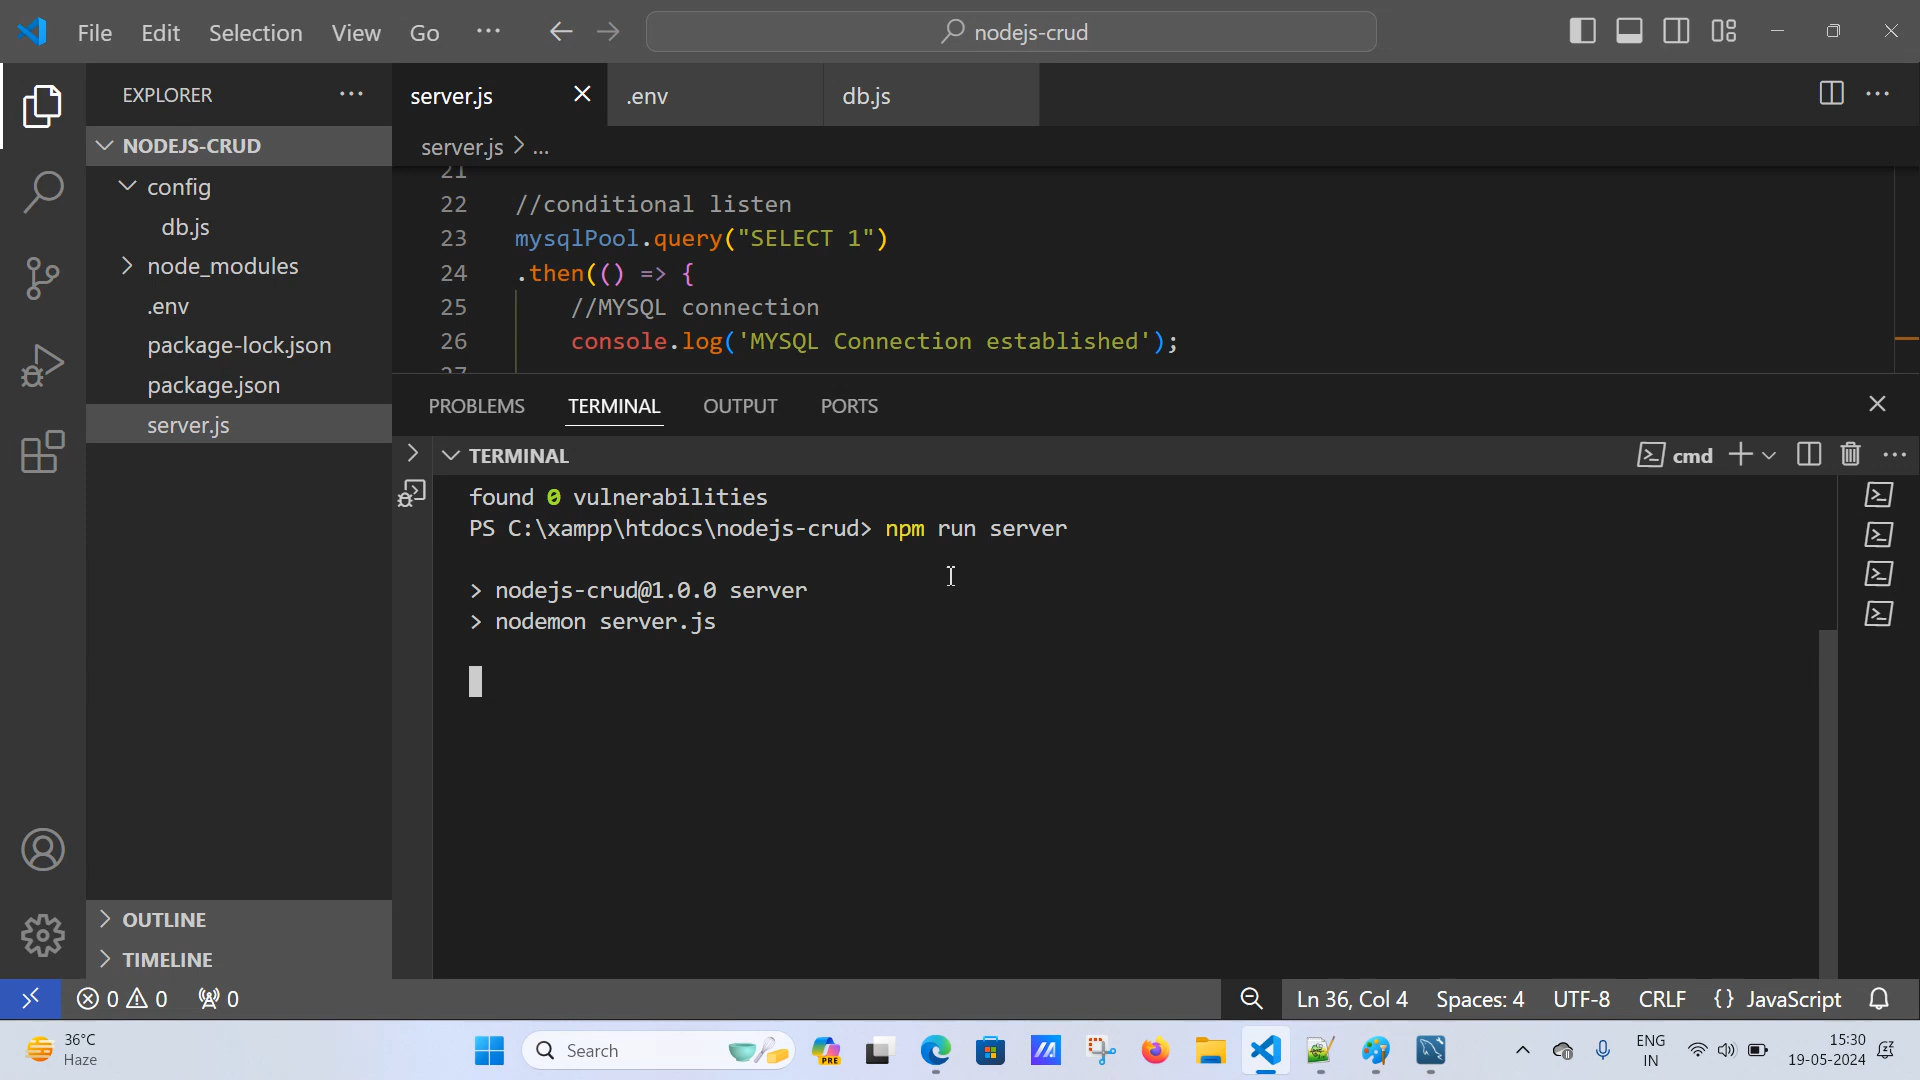 File Edit Selection View Go ··· nodejs-crud
EXPLORER
NODEJS-CRUD
config
db.js
node_modules
.env
package-lock.json
package.json
server.js
OUTLINE
TIMELINE
server.js .env db.js
server.js > ...
21
22 //conditional listen
23 mysqlPool.query("SELECT 1")
24 .then(() => {
25 //MYSQL connection
26 console.log('MYSQL Connection established');
27
PROBLEMS TERMINAL OUTPUT PORTS
TERMINAL
cmd
found 0 vulnerabilities
PS C:\xampp\htdocs\nodejs-crud> npm run server
> nodejs-crud@1.0.0 server
> nodemon server.js
0 0 0 Ln 36, Col 4 Spaces: 4 UTF-8 CRLF {} JavaScript
36°C
Haze
Search
PRE
ENG
IN
15:30
19-05-2024